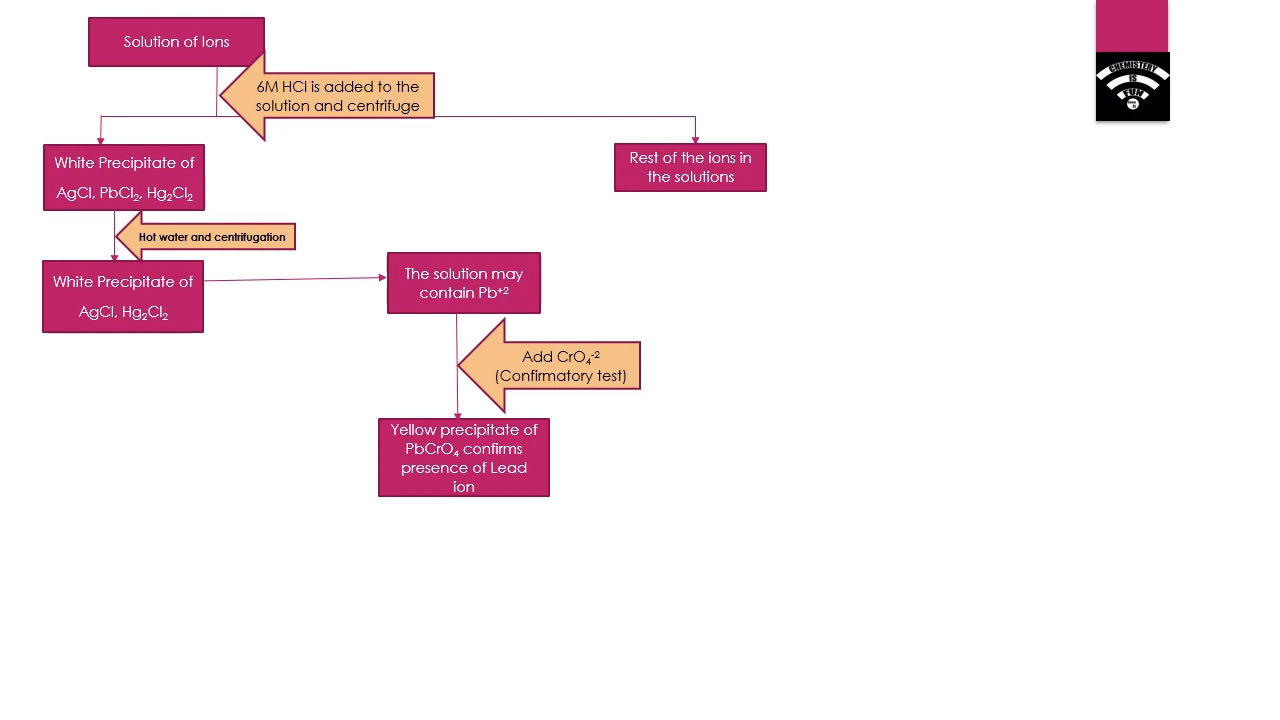 Solution of Ions
6M HCl is added to the
solution and centrifuge
White Precipitate of
AgCl, PbCl₂, Hg₂Cl₂
Rest of the ions in
the solutions
Hot water and centrifugation
White Precipitate of
AgCl, Hg₂Cl₂
The solution may
contain Pb⁺²
Add CrO₄⁻²
(Confirmatory test)
Yellow precipitate of
PbCrO₄ confirms
presence of Lead
ion
CHEMISTERY
IS
FUN